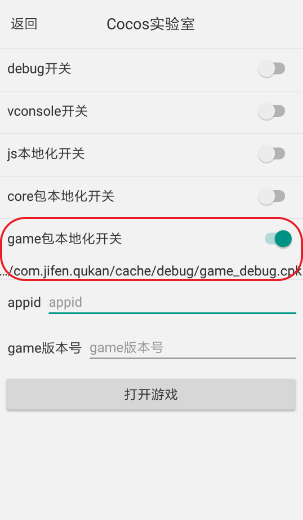 返回 Cocos实验室
debug开关
vconsole开关
js本地化开关
core包本地化开关
game包本地化开关
.../com.jifen.qukan/cache/debug/game_debug.cpk
appid appid
game版本号 game版本号
打开游戏